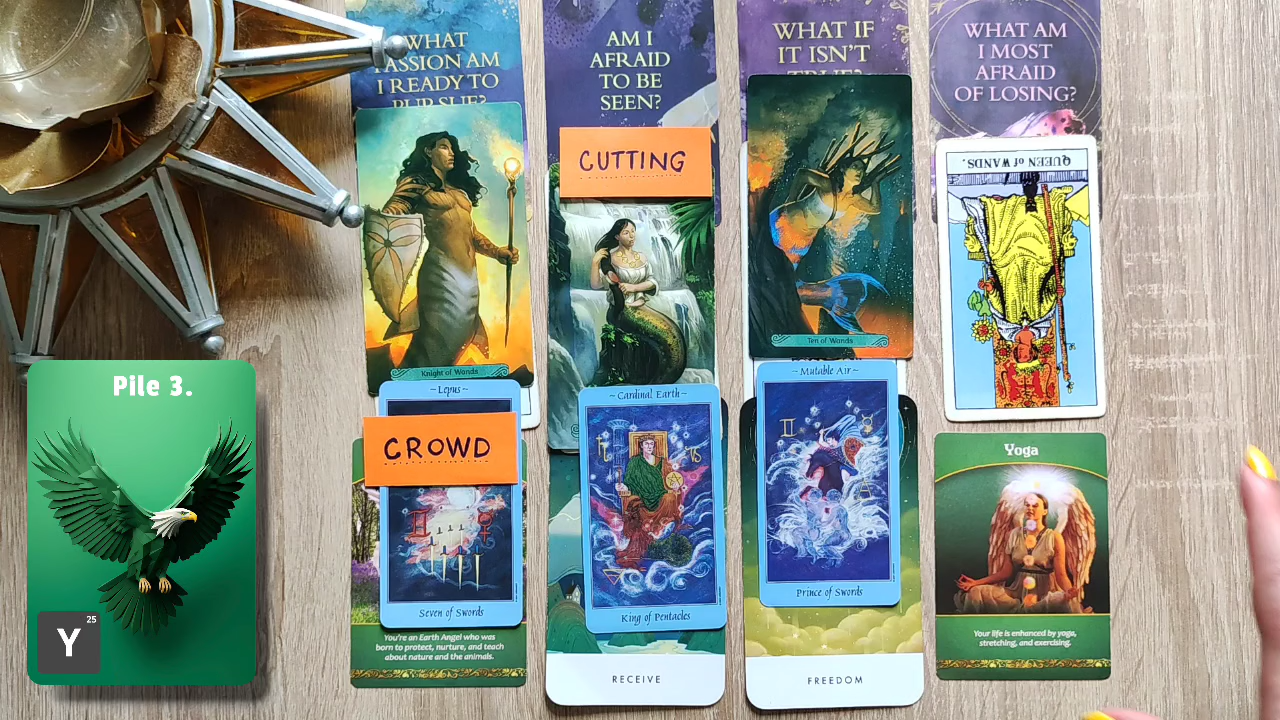 WHAT
PASSION AM
I READY TO
PURSUE?
AM I
AFRAID
TO BE
SEEN?
WHAT IF
IT ISN'T
TRUE?
WHAT AM
I MOST
AFRAID
OF LOSING?
CUTTING
QUEEN of WANDS.
Knight of Wands
Ten of Wands
~ Lepus ~
CROWD
Seven of Swords
~ Cardinal Earth ~
King of Pentacles
~ Mutable Air ~
Prince of Swords
Yoga
Your life is enhanced by yoga,
stretching, and exercising.
You're an Earth Angel who was
born to protect, nurture, and teach
about nature and the animals.
RECEIVE
FREEDOM
Pile 3.
Y 25